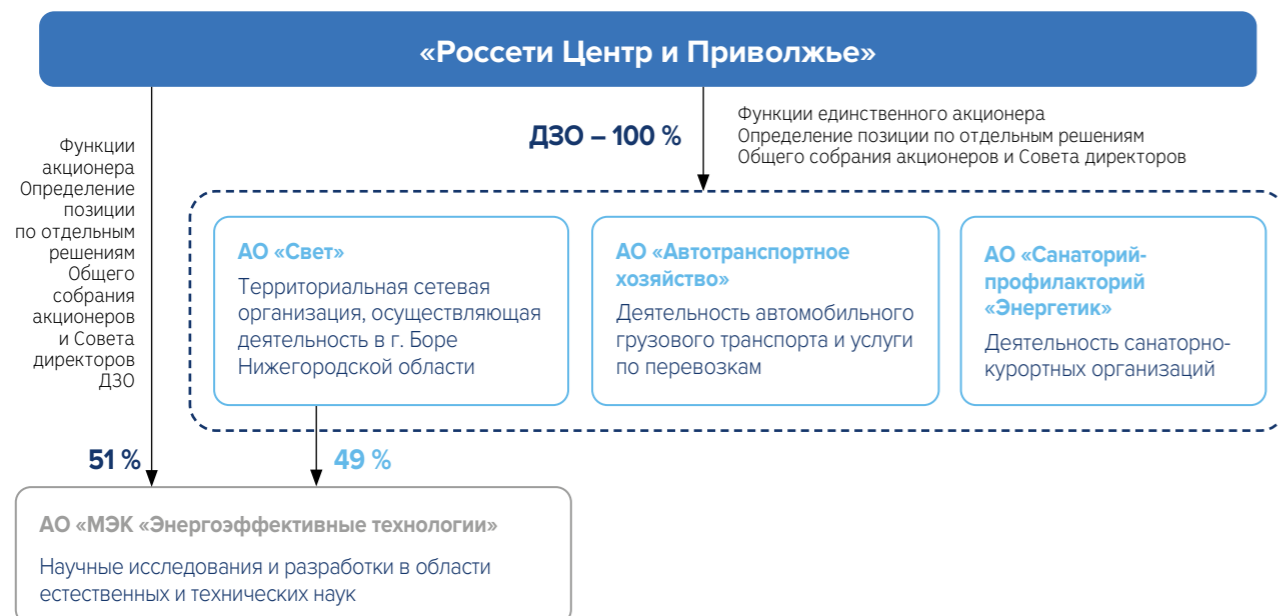 «Россети Центр и Приволжье»
Функции
акционера
Определение
позиции
по отдельным
решениям
Общего
собрания
акционеров
и Совета
директоров
ДЗО
ДЗО – 100 %
Функции единственного акционера
Определение позиции по отдельным решениям
Общего собрания акционеров и Совета директоров
АО «Свет»
Территориальная сетевая
организация, осуществляющая
деятельность в г. Боре
Нижегородской области
АО «Автотранспортное
хозяйство»
Деятельность автомобильного
грузового транспорта и услуги
по перевозкам
АО «Санаторий-
профилакторий
«Энергетик»
Деятельность санаторно-
курортных организаций
51 %
49 %
АО «МЭК «Энергоэффективные технологии»
Научные исследования и разработки в области
естественных и технических наук